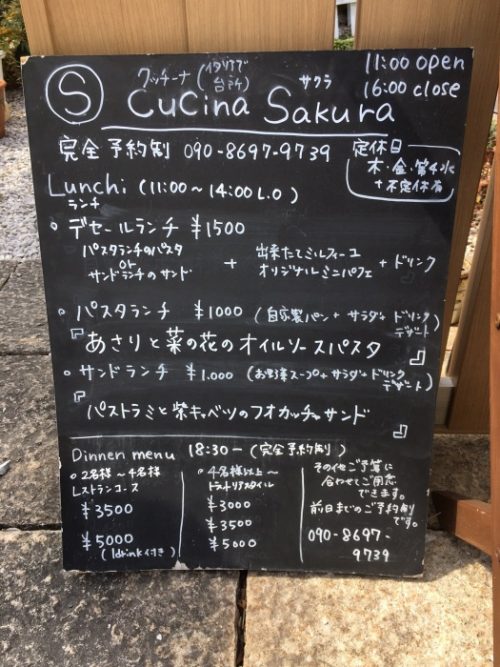 S
クッチーナ(イタリアで台所)
サクラ
Cucina Sakura
11:00 open
16:00 close
完全予約制 090-8697-9739
定休日
木・金・第4水
+不定休有
Lunchi (11:00～14:00 L.O)
ランチ
デセールランチ ¥1500
パスタランチのパスタ
or
サンドランチのサンド
+
出来たてミルフィーユ
オリジナルミニパフェ
+ドリンク
パスタランチ ¥1000 (自家製パン+サラダ+ドリンク
デザート
『あさりと菜の花のオイルソースパスタ』
サンドランチ ¥1.000 (お野菜スープ+サラダ+ドリンク
デザート
『パストラミと紫キャベツのフオカッチャサンド』
Dinnen menu 18:30－(完全予約制)
2名様～4名様
レストランコース
¥3500
¥5000
(1drink付き)
4名様以上～
トラットリアスタイル
¥3000
¥3500
¥5000
その他ご予算に
合わせてご用意
できます。
前日までのご予約制
です。
090-8697-
9739